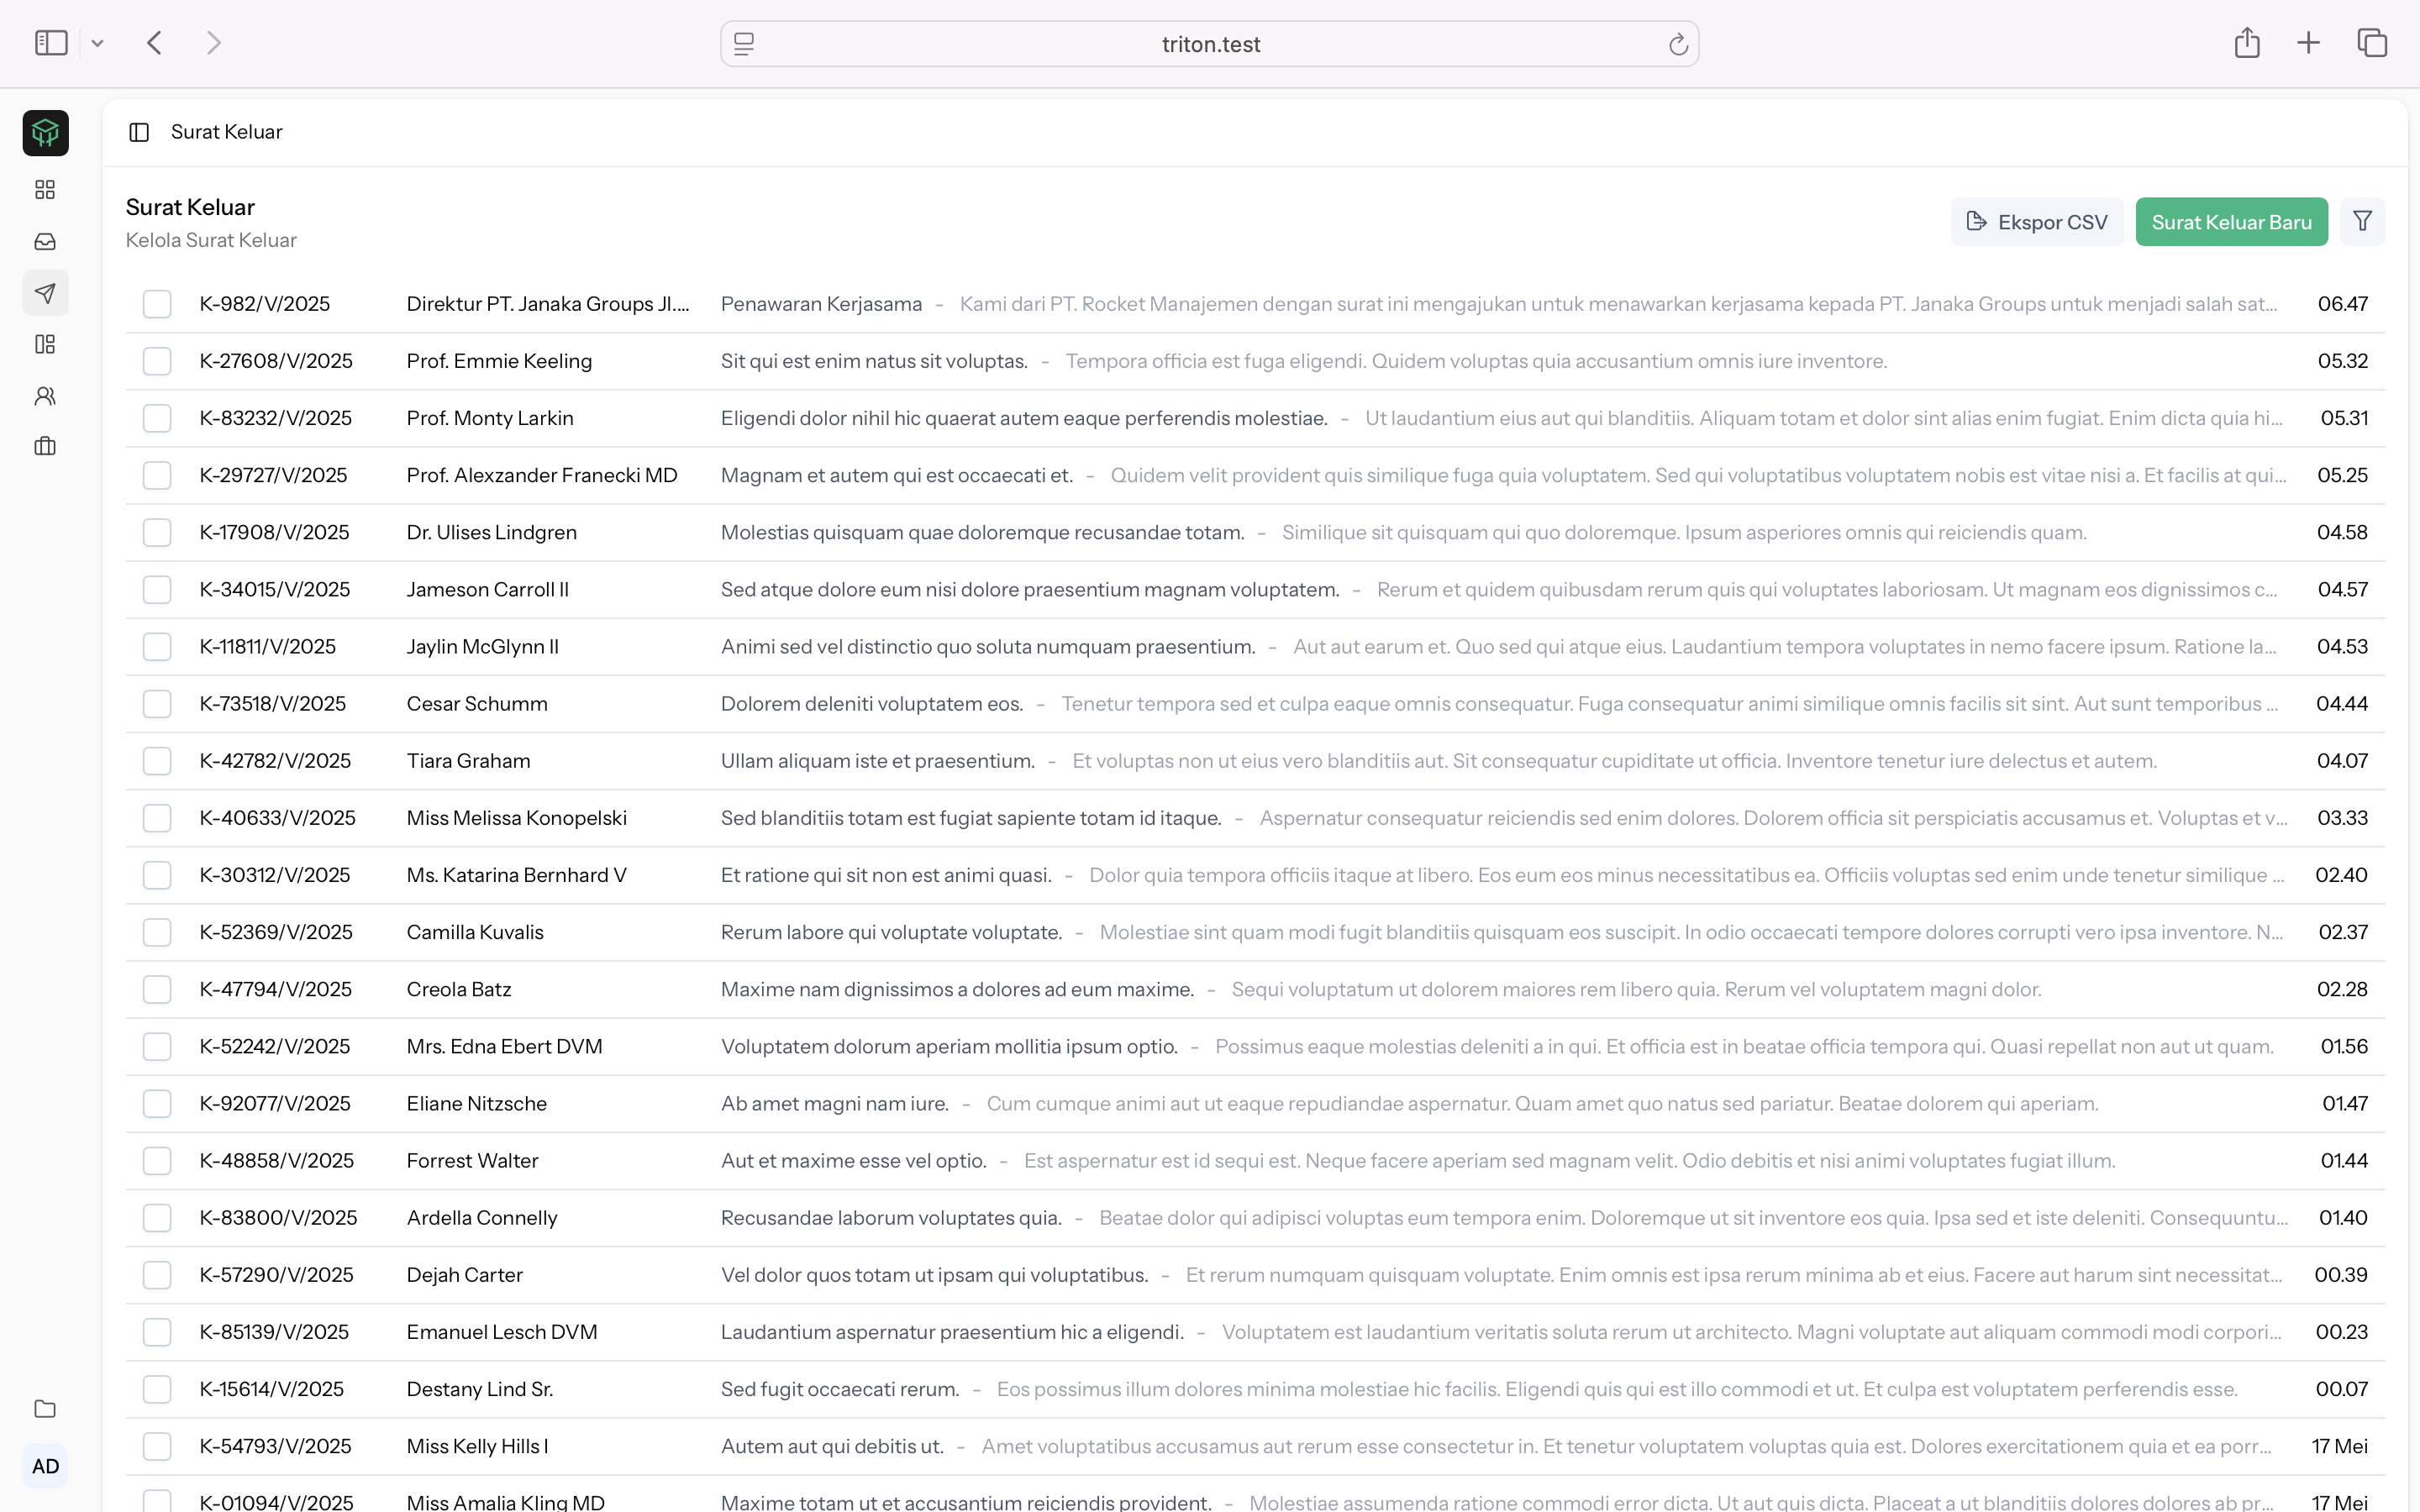 triton.test
Surat Keluar
Surat Keluar
Kelola Surat Keluar
Ekspor CSV
Surat Keluar Baru
K-982/V/2025 Direktur PT. Janaka Groups Jl.... Penawaran Kerjasama - Kami dari PT. Rocket Manajemen dengan surat ini mengajukan untuk menawarkan kerjasama kepada PT. Janaka Groups untuk menjadi salah sat... 06.47
K-27608/V/2025 Prof. Emmie Keeling Sit qui est enim natus sit voluptas. - Tempora officia est fuga eligendi. Quidem voluptas quia accusantium omnis iure inventore. 05.32
K-83232/V/2025 Prof. Monty Larkin Eligendi dolor nihil hic quaerat autem eaque perferendis molestiae. - Ut laudantium eius aut qui blanditiis. Aliquam totam et dolor sint alias enim fugiat. Enim dicta quia hi... 05.31
K-29727/V/2025 Prof. Alexzander Franecki MD Magnam et autem qui est occaecati et. - Quidem velit provident quis similique fuga quia voluptatem. Sed qui voluptatibus voluptatem nobis est vitae nisi a. Et facilis at qui... 05.25
K-17908/V/2025 Dr. Ulises Lindgren Molestias quisquam quae doloremque recusandae totam. - Similique sit quisquam qui quo doloremque. Ipsum asperiores omnis qui reiciendis quam. 04.58
K-34015/V/2025 Jameson Carroll II Sed atque dolore eum nisi dolore praesentium magnam voluptatem. - Rerum et quidem quibusdam rerum quis qui voluptates laboriosam. Ut magnam eos dignissimos c... 04.57
K-11811/V/2025 Jaylin McGlynn II Animi sed vel distinctio quo soluta numquam praesentium. - Aut aut earum et. Quo sed qui atque eius. Laudantium tempora voluptates in nemo facere ipsum. Ratione la... 04.53
K-73518/V/2025 Cesar Schumm Dolorem deleniti voluptatem eos. - Tenetur tempora sed et culpa eaque omnis consequatur. Fuga consequatur animi similique omnis facilis sit sint. Aut sunt temporibus ... 04.44
K-42782/V/2025 Tiara Graham Ullam aliquam iste et praesentium. - Et voluptas non ut eius vero blanditiis aut. Sit consequatur cupiditate ut officia. Inventore tenetur iure delectus et autem. 04.07
K-40633/V/2025 Miss Melissa Konopelski Sed blanditiis totam est fugiat sapiente totam id itaque. - Aspernatur consequatur reiciendis sed enim dolores. Dolorem officia sit perspiciatis accusamus et. Voluptas et v... 03.33
K-30312/V/2025 Ms. Katarina Bernhard V Et ratione qui sit non est animi quasi. - Dolor quia tempora officiis itaque at libero. Eos eum eos minus necessitatibus ea. Officiis voluptas sed enim unde tenetur similique ... 02.40
K-52369/V/2025 Camilla Kuvalis Rerum labore qui voluptate voluptate. - Molestiae sint quam modi fugit blanditiis quisquam eos suscipit. In odio occaecati tempore dolores corrupti vero ipsa inventore. N... 02.37
K-47794/V/2025 Creola Batz Maxime nam dignissimos a dolores ad eum maxime. - Sequi voluptatum ut dolorem maiores rem libero quia. Rerum vel voluptatem magni dolor. 02.28
K-52242/V/2025 Mrs. Edna Ebert DVM Voluptatem dolorum aperiam mollitia ipsum optio. - Possimus eaque molestias deleniti a in qui. Et officia est in beatae officia tempora qui. Quasi repellat non aut ut quam. 01.56
K-92077/V/2025 Eliane Nitzsche Ab amet magni nam iure. - Cum cumque animi aut ut eaque repudiandae aspernatur. Quam amet quo natus sed pariatur. Beatae dolorem qui aperiam. 01.47
K-48858/V/2025 Forrest Walter Aut et maxime esse vel optio. - Est aspernatur est id sequi est. Neque facere aperiam sed magnam velit. Odio debitis et nisi animi voluptates fugiat illum. 01.44
K-83800/V/2025 Ardella Connelly Recusandae laborum voluptates quia. - Beatae dolor qui adipisci voluptas eum tempora enim. Doloremque ut sit inventore eos quia. Ipsa sed et iste deleniti. Consequuntu... 01.40
K-57290/V/2025 Dejah Carter Vel dolor quos totam ut ipsam qui voluptatibus. - Et rerum numquam quisquam voluptate. Enim omnis est ipsa rerum minima ab et eius. Facere aut harum sint necessitat... 00.39
K-85139/V/2025 Emanuel Lesch DVM Laudantium aspernatur praesentium hic a eligendi. - Voluptatem est laudantium veritatis soluta rerum ut architecto. Magni voluptate aut aliquam commodi modi corpori... 00.23
K-15614/V/2025 Destany Lind Sr. Sed fugit occaecati rerum. - Eos possimus illum dolores minima molestiae hic facilis. Eligendi quis qui est illo commodi et ut. Et culpa est voluptatem perferendis esse. 00.07
K-54793/V/2025 Miss Kelly Hills I Autem aut qui debitis ut. - Amet voluptatibus accusamus aut rerum esse consectetur in. Et tenetur voluptatem voluptas quia est. Dolores exercitationem quia et ea porr... 17 Mei
AD
K-01094/V/2025 Miss Amalia Kling MD Maxime totam ut et accusantium reiciendis provident. - Molestiae assumenda ratione commodi error dicta. Ut aut quis dicta. Placeat a ut blanditiis dolores dolores ab pr... 17 Mei